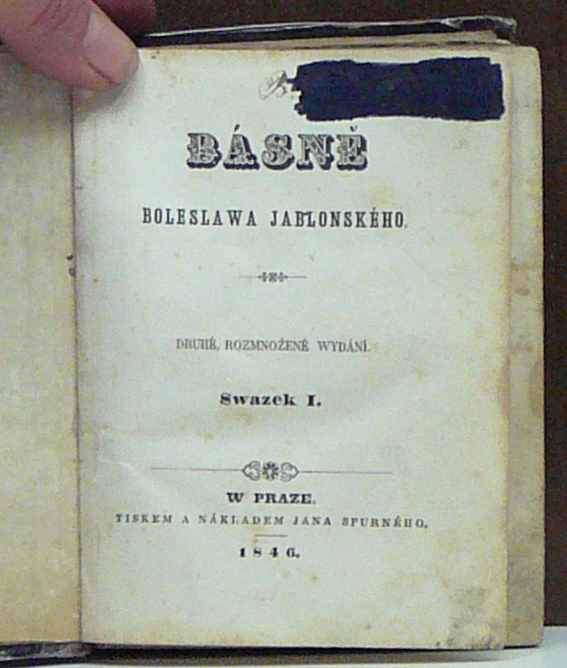 BÁSNĚ
BOLESLAWA JABLONSKÉHO.
DRUHÉ, ROZMNOŽENÉ WYDÁNÍ.
Swazek I.
W PRAZE.
TISKEM A NÁKLADEM JANA SPURNÉHO.
1846.